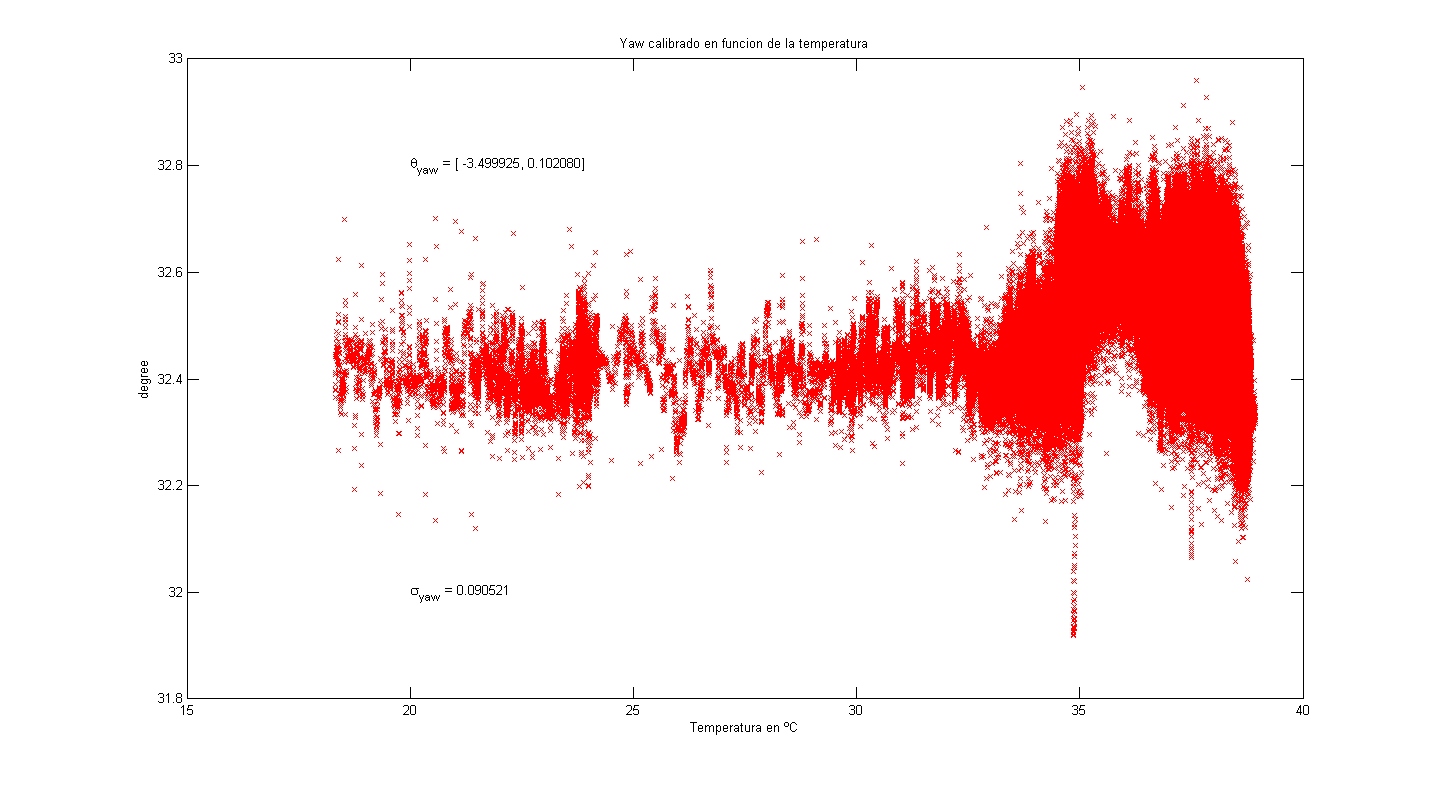 Yaw calibrado en funcion de la temperatura
33
32.8
θyaw = [ -3.499925, 0.102080]
32.6
32.4
degree
32.2
32
σyaw = 0.090521
31.8
15 20 25 30 35 40
Temperatura en ºC